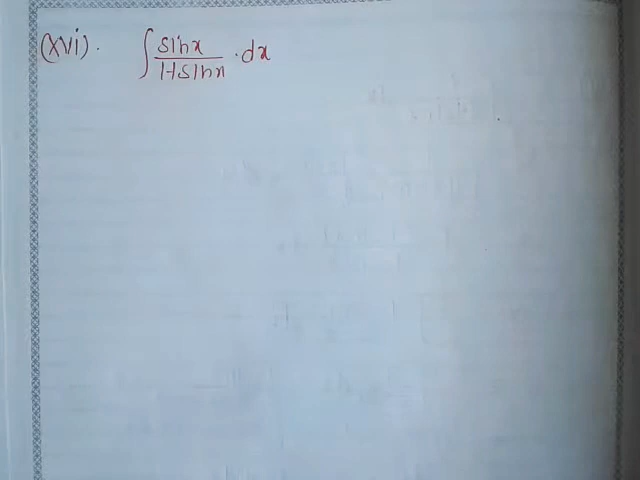 (xvi). ∫ sinx / 1-sinx . dx